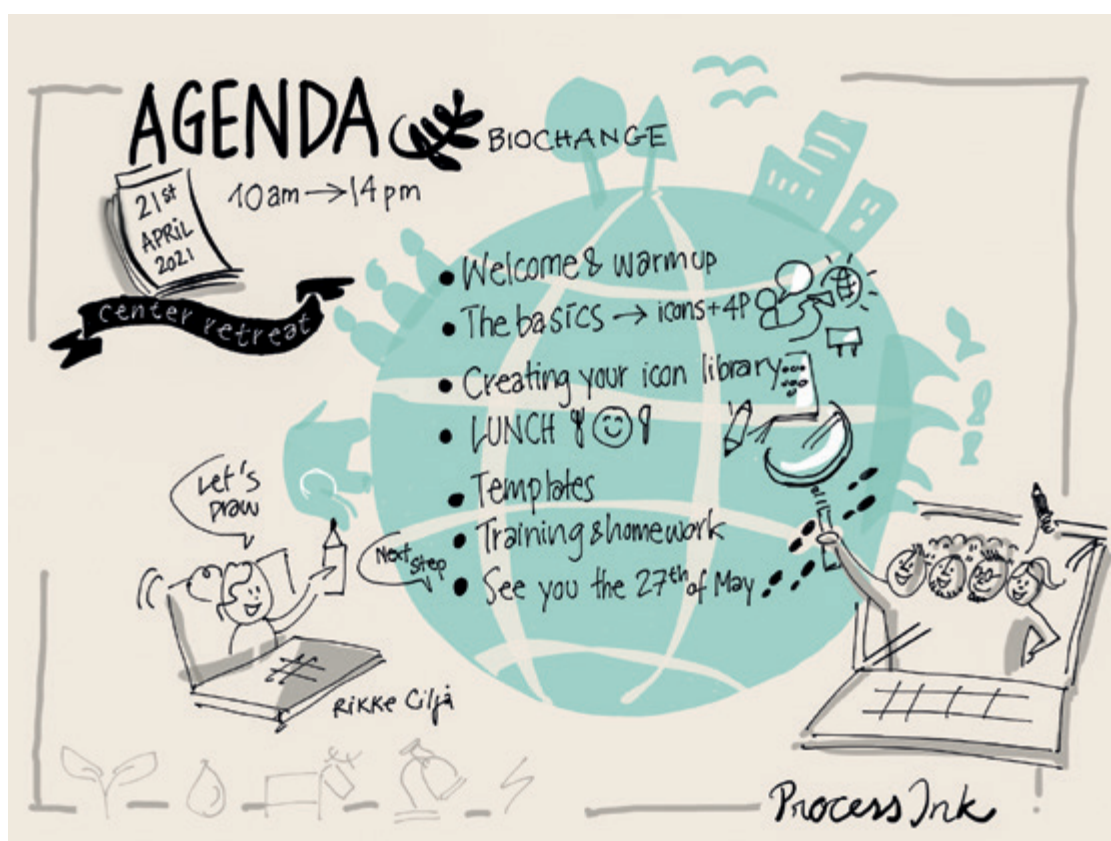 AGENDA
BIOCHANGE
21st
APRIL
2021
10am → 14pm
center retreat
• Welcome & warmup
• The basics → icons + 4P
• Creating your icon library
• LUNCH
• Templates
• Training & homework
• See you the 27th of May
Let's
Draw
Next
Step
Rikke Ciljå
Process Ink